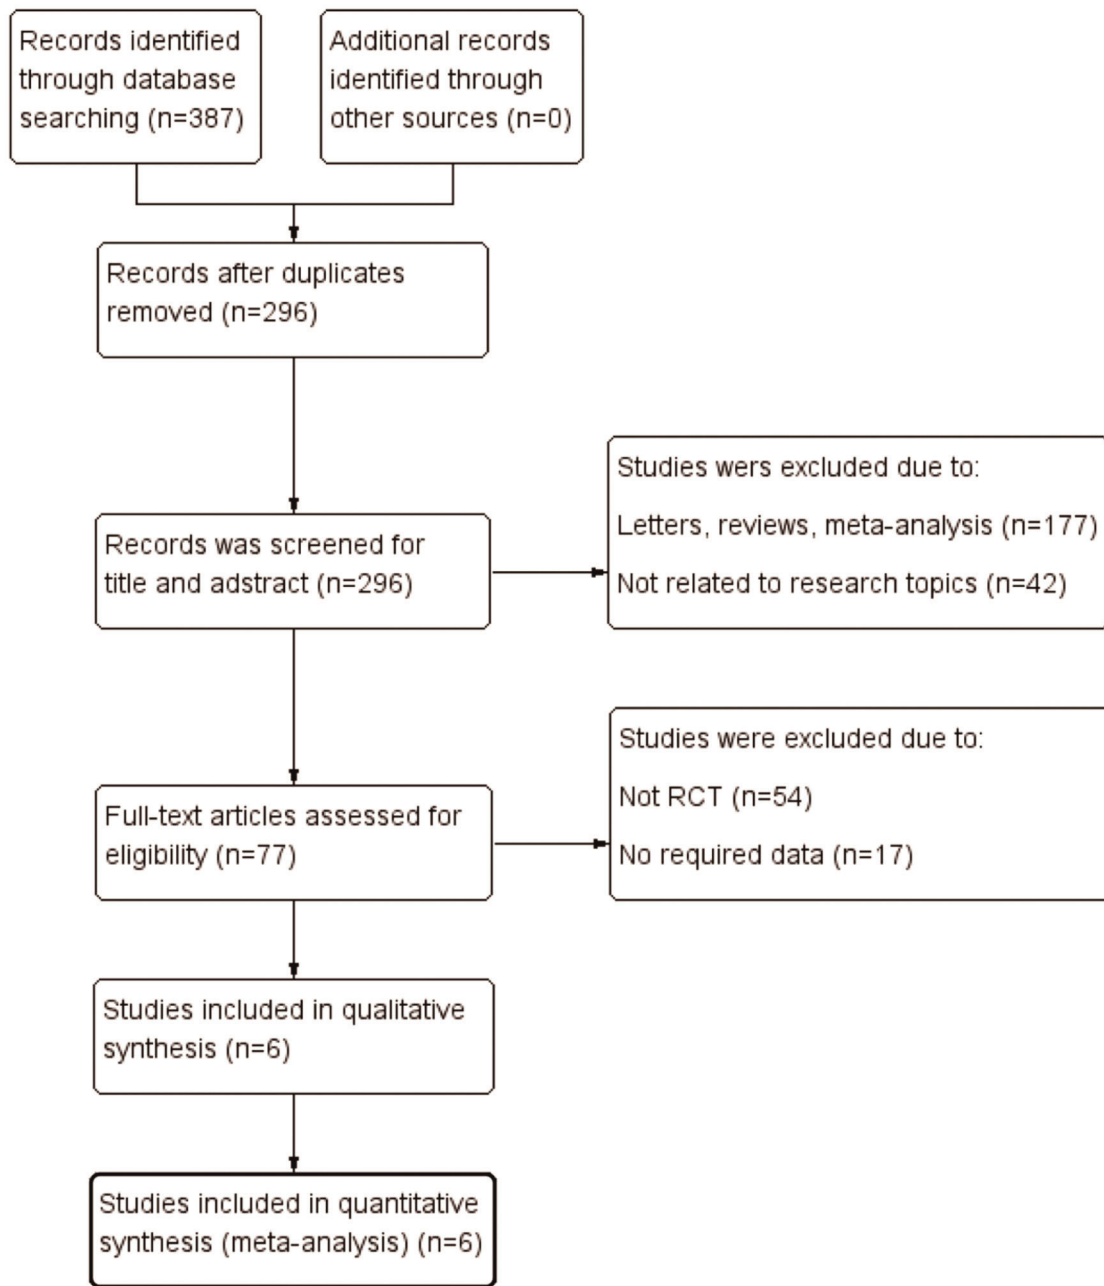 Records identified
through database
searching (n=387)
Additional records
identified through
other sources (n=0)
Records after duplicates
removed (n=296)
Studies wers excluded due to:
Letters, reviews, meta-analysis (n=177)
Not related to research topics (n=42)
Records was screened for
title and adstract (n=296)
Studies were excluded due to:
Not RCT (n=54)
No required data (n=17)
Full-text articles assessed for
eligibility (n=77)
Studies included in qualitative
synthesis (n=6)
Studies included in quantitative
synthesis (meta-analysis) (n=6)